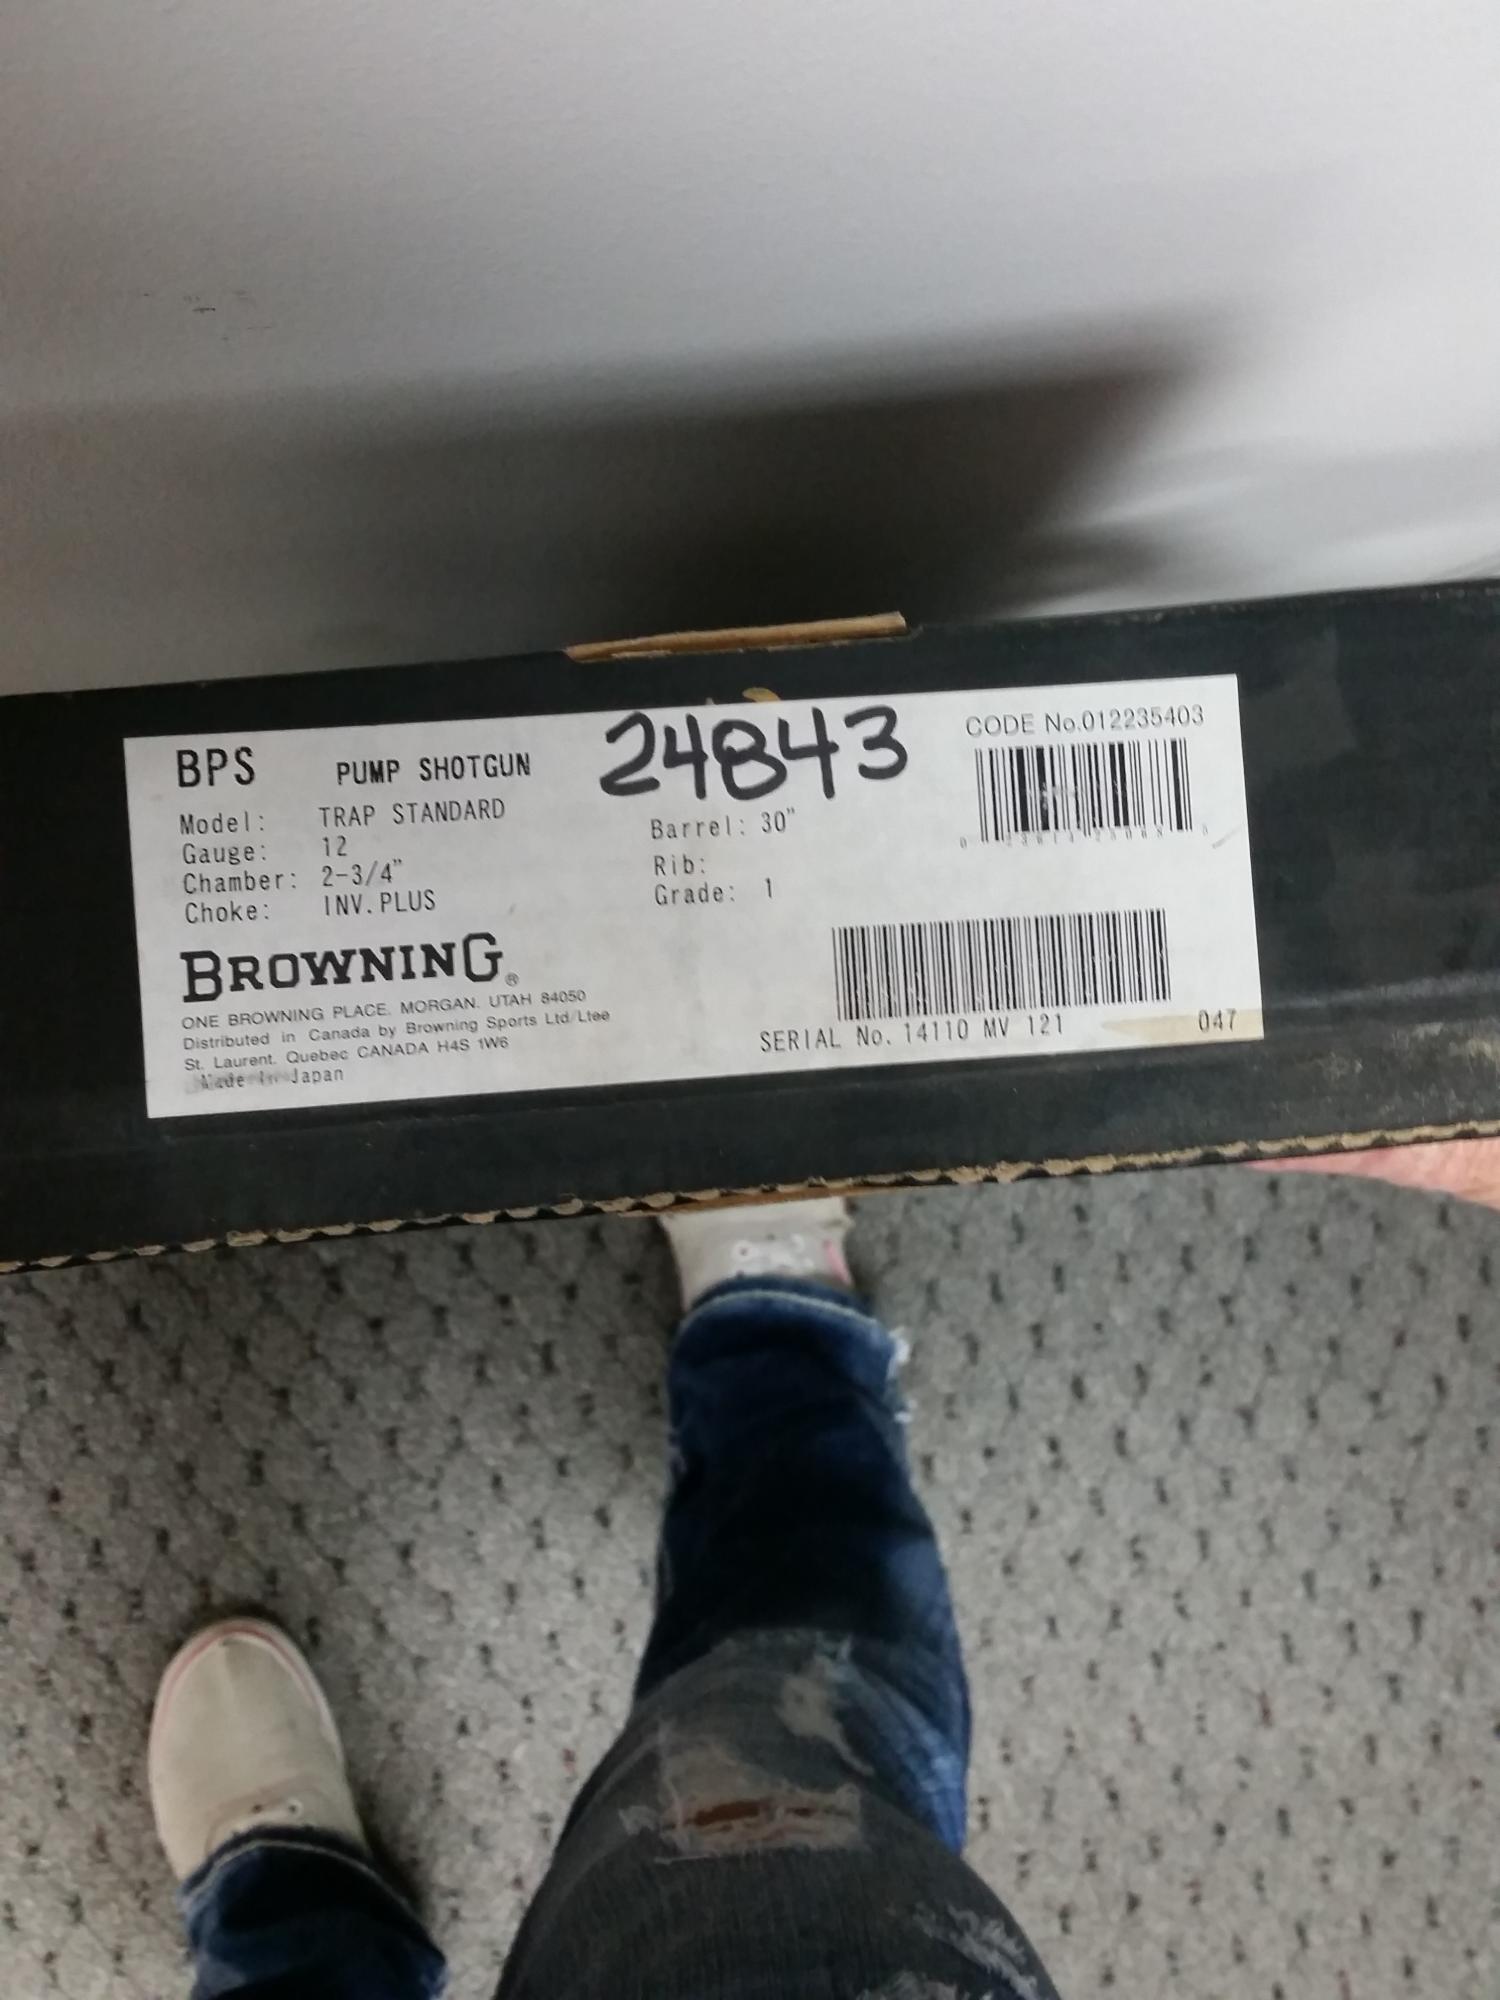 BPS PUMP SHOTGUN 24843 CODE No.012235403
Model: TRAP STANDARD
Gauge: 12 Barrel: 30"
Chamber: 2-3/4" Rib:
Choke: INV.PLUS Grade: 1
BROWNING®
ONE BROWNING PLACE. MORGAN. UTAH 84050
Distributed in Canada by Browning Sports Ltd/Ltee
St. Laurent. Quebec CANADA H4S 1W6
Made in Japan
SERIAL No. 14110 MV 121 047